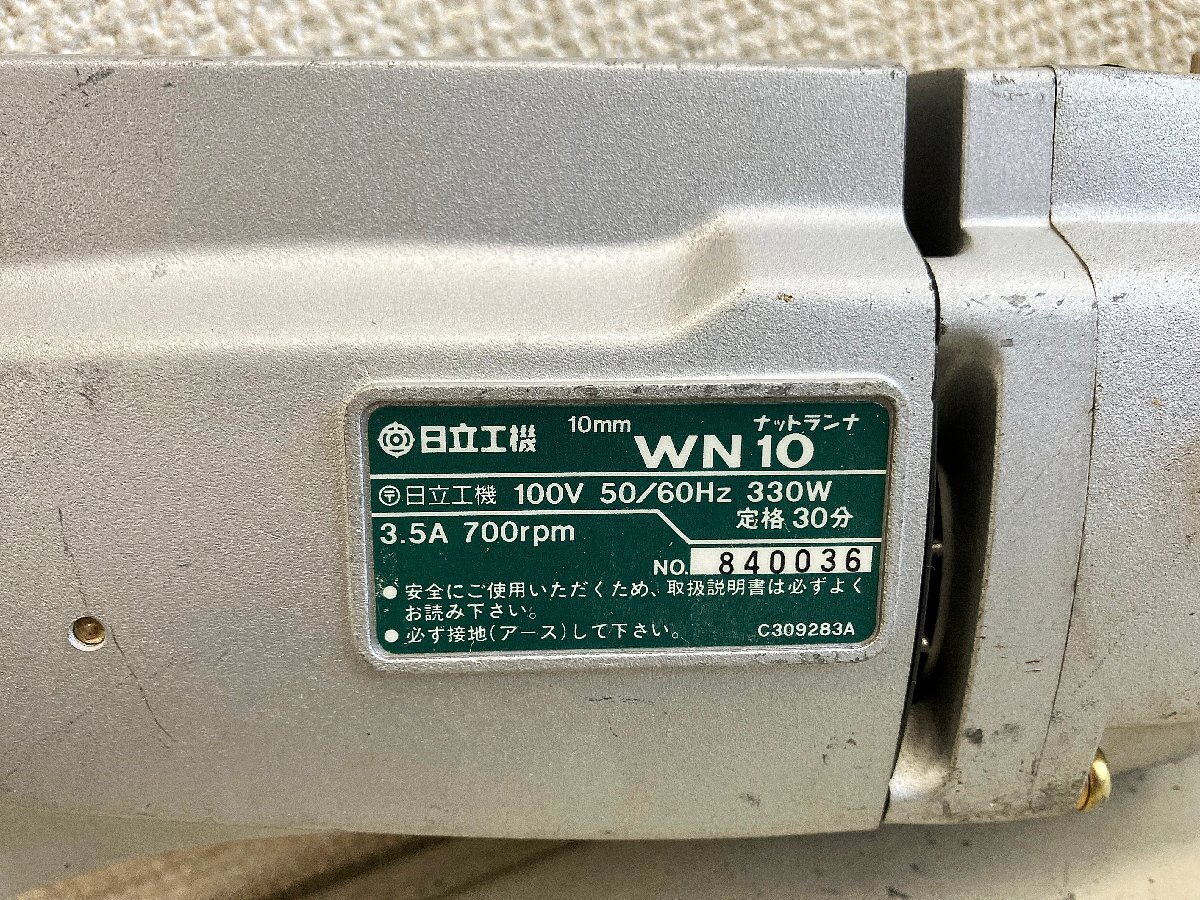 日立工機 10mm ナットランナ
WN 10
〶日立工機 100V 50/60Hz 330W
3.5A 700rpm 定格 30分
NO. 840036
● 安全にご使用いただくため、取扱説明書は必ずよく
お読み下さい。
● 必ず接地(アース)して下さい。 C309283A